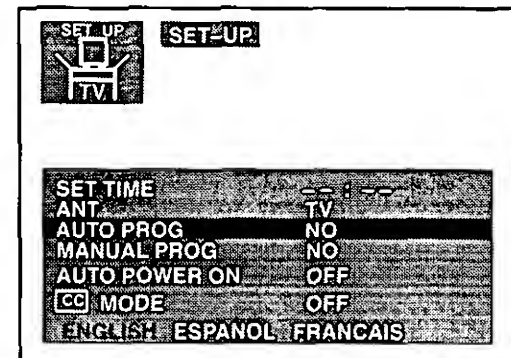 SET UP
SET-UP
TV
SET TIME --:--
ANT TV
AUTO PROG NO
MANUAL PROG NO
AUTO POWER ON OFF
CC MODE OFF
ENGLISH ESPANOL FRANCAIS